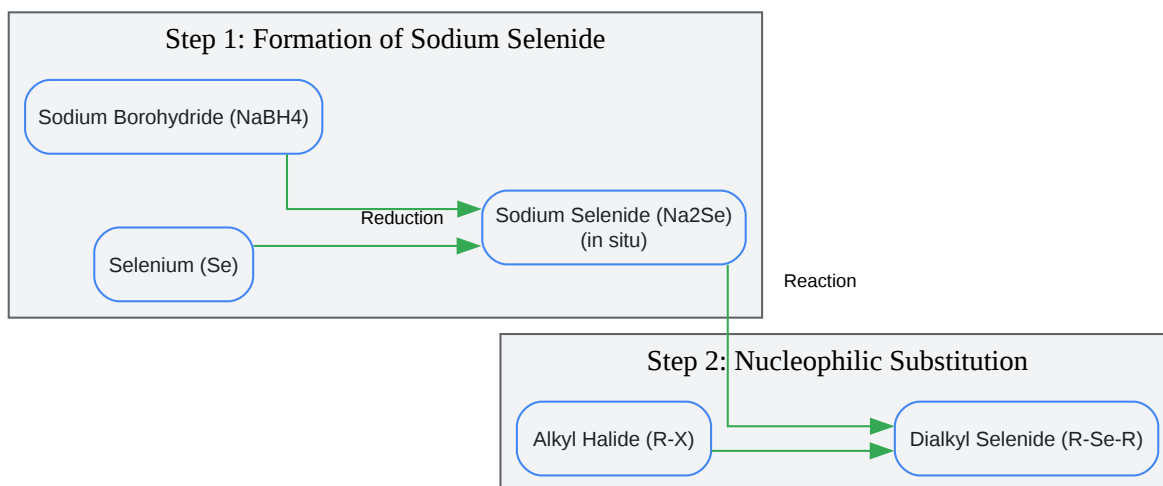 Step 1: Formation of Sodium Selenide
Sodium Borohydride (NaBH4)
Reduction
Sodium Selenide (Na2Se)
(in situ)
Selenium (Se)
Reaction
Step 2: Nucleophilic Substitution
Alkyl Halide (R-X)
Dialkyl Selenide (R-Se-R)